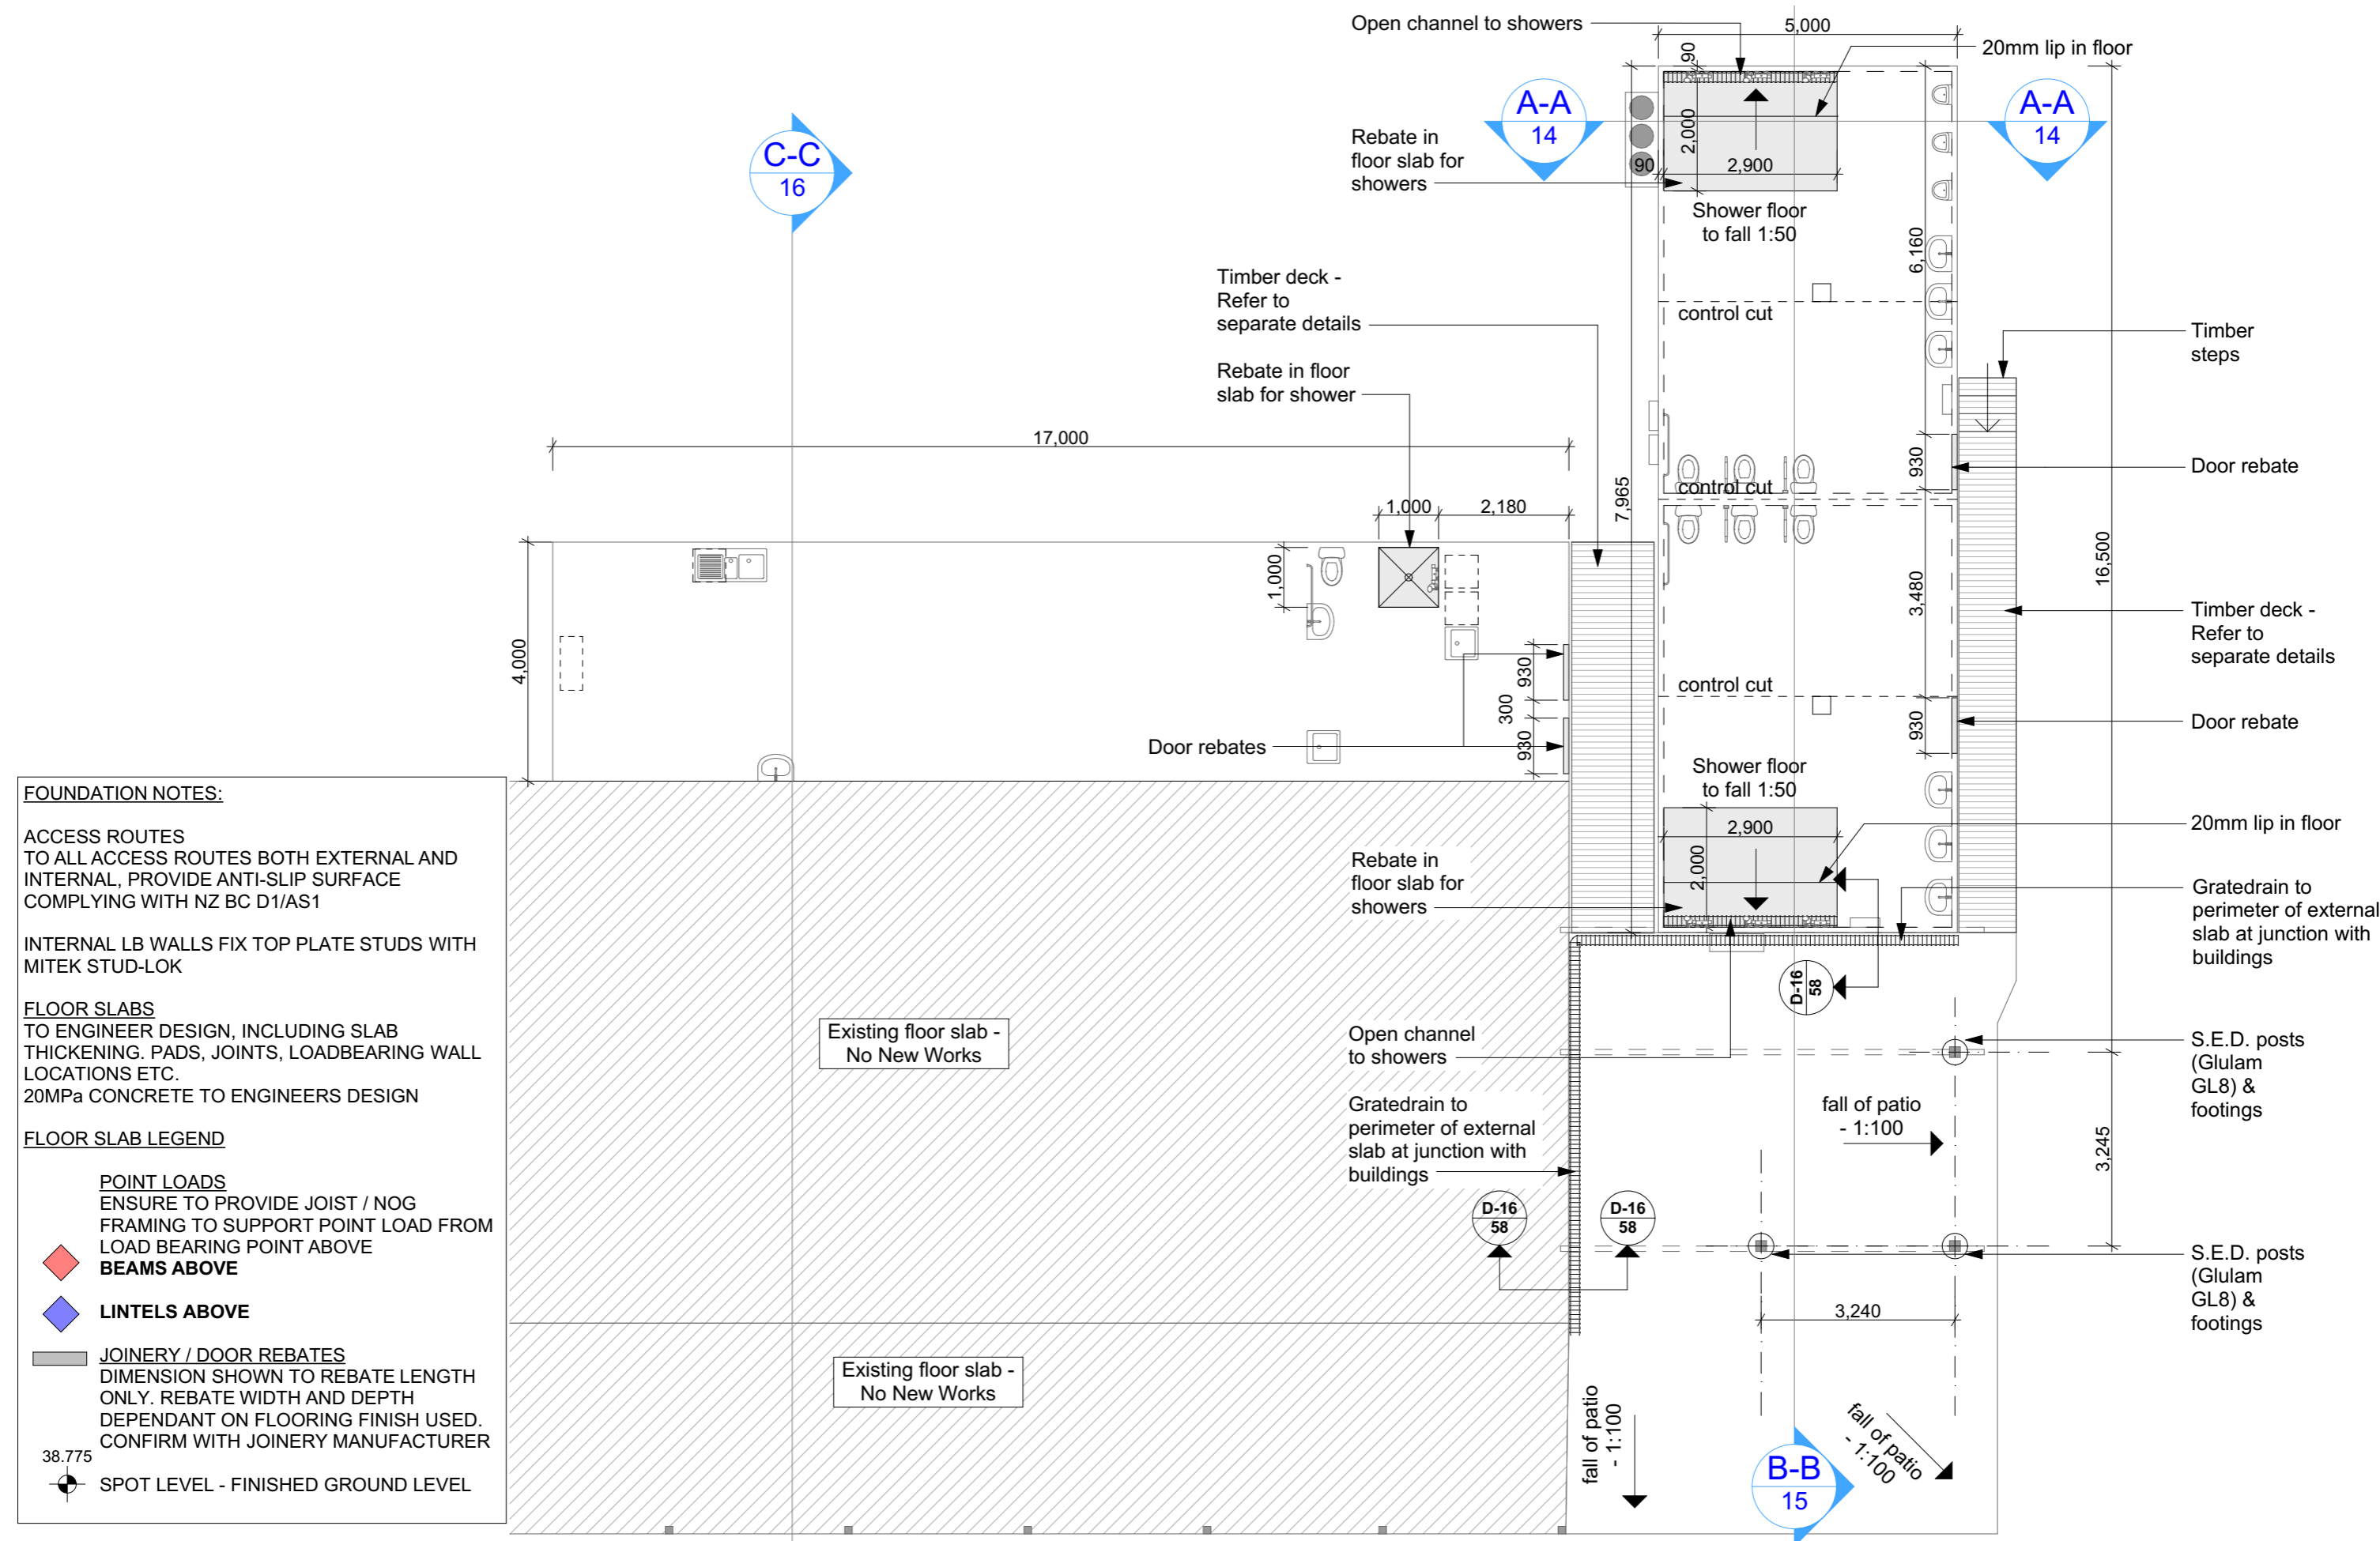 Open channel to showers
5,000
20mm lip in floor
90
A-A
14
A-A
14
C-C
16
Rebate in
floor slab for
showers
2,000
90
2,900
Shower floor
to fall 1:50
6,160
Timber deck -
Refer to
separate details
control cut
Timber
steps
Rebate in floor
slab for shower
17,000
930
Door rebate
control cut
7,965
1,000
2,180
16,500
1,000
3,480
Timber deck -
Refer to
separate details
4,000
930
300
930
control cut
930
Door rebate
Door rebates
Shower floor
to fall 1:50
2,900
2,000
20mm lip in floor
Rebate in
floor slab for
showers
Gratedrain to
perimeter of external
slab at junction with
buildings
D-16
58
Existing floor slab -
No New Works
Open channel
to showers
S.E.D. posts
(Glulam
GL8) &
footings
Gratedrain to
perimeter of external
slab at junction with
buildings
fall of patio
- 1:100
3,245
D-16
58
D-16
58
S.E.D. posts
(Glulam
GL8) &
footings
3,240
Existing floor slab -
No New Works
fall of patio
- 1:100
fall of patio
- 1:100
B-B
15
FOUNDATION NOTES:
ACCESS ROUTES
TO ALL ACCESS ROUTES BOTH EXTERNAL AND
INTERNAL, PROVIDE ANTI-SLIP SURFACE
COMPLYING WITH NZ BC D1/AS1
INTERNAL LB WALLS FIX TOP PLATE STUDS WITH
MITEK STUD-LOK
FLOOR SLABS
TO ENGINEER DESIGN, INCLUDING SLAB
THICKENING. PADS, JOINTS, LOADBEARING WALL
LOCATIONS ETC.
20MPa CONCRETE TO ENGINEERS DESIGN
FLOOR SLAB LEGEND
POINT LOADS
ENSURE TO PROVIDE JOIST / NOG
FRAMING TO SUPPORT POINT LOAD FROM
LOAD BEARING POINT ABOVE
BEAMS ABOVE
LINTELS ABOVE
JOINERY / DOOR REBATES
DIMENSION SHOWN TO REBATE LENGTH
ONLY. REBATE WIDTH AND DEPTH
DEPENDANT ON FLOORING FINISH USED.
CONFIRM WITH JOINERY MANUFACTURER
38.775
SPOT LEVEL - FINISHED GROUND LEVEL